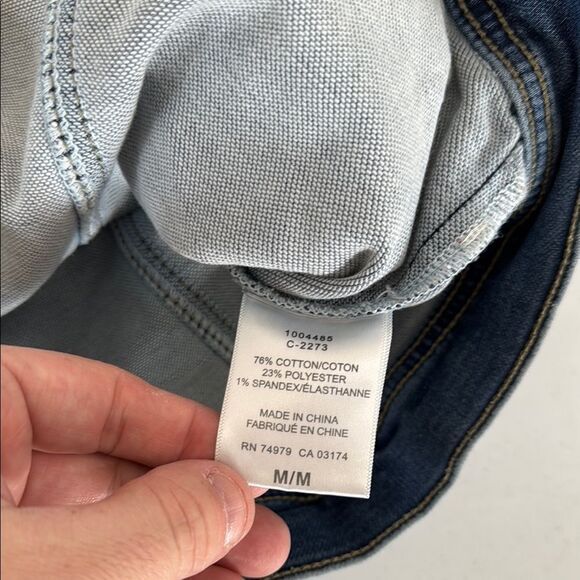 1004485
C-2273
76% COTTON/COTON
23% POLYESTER
1% SPANDEX/ÉLASTHANNE
MADE IN CHINA
FABRIQUÉ EN CHINE
RN 74979 CA 03174
M/M